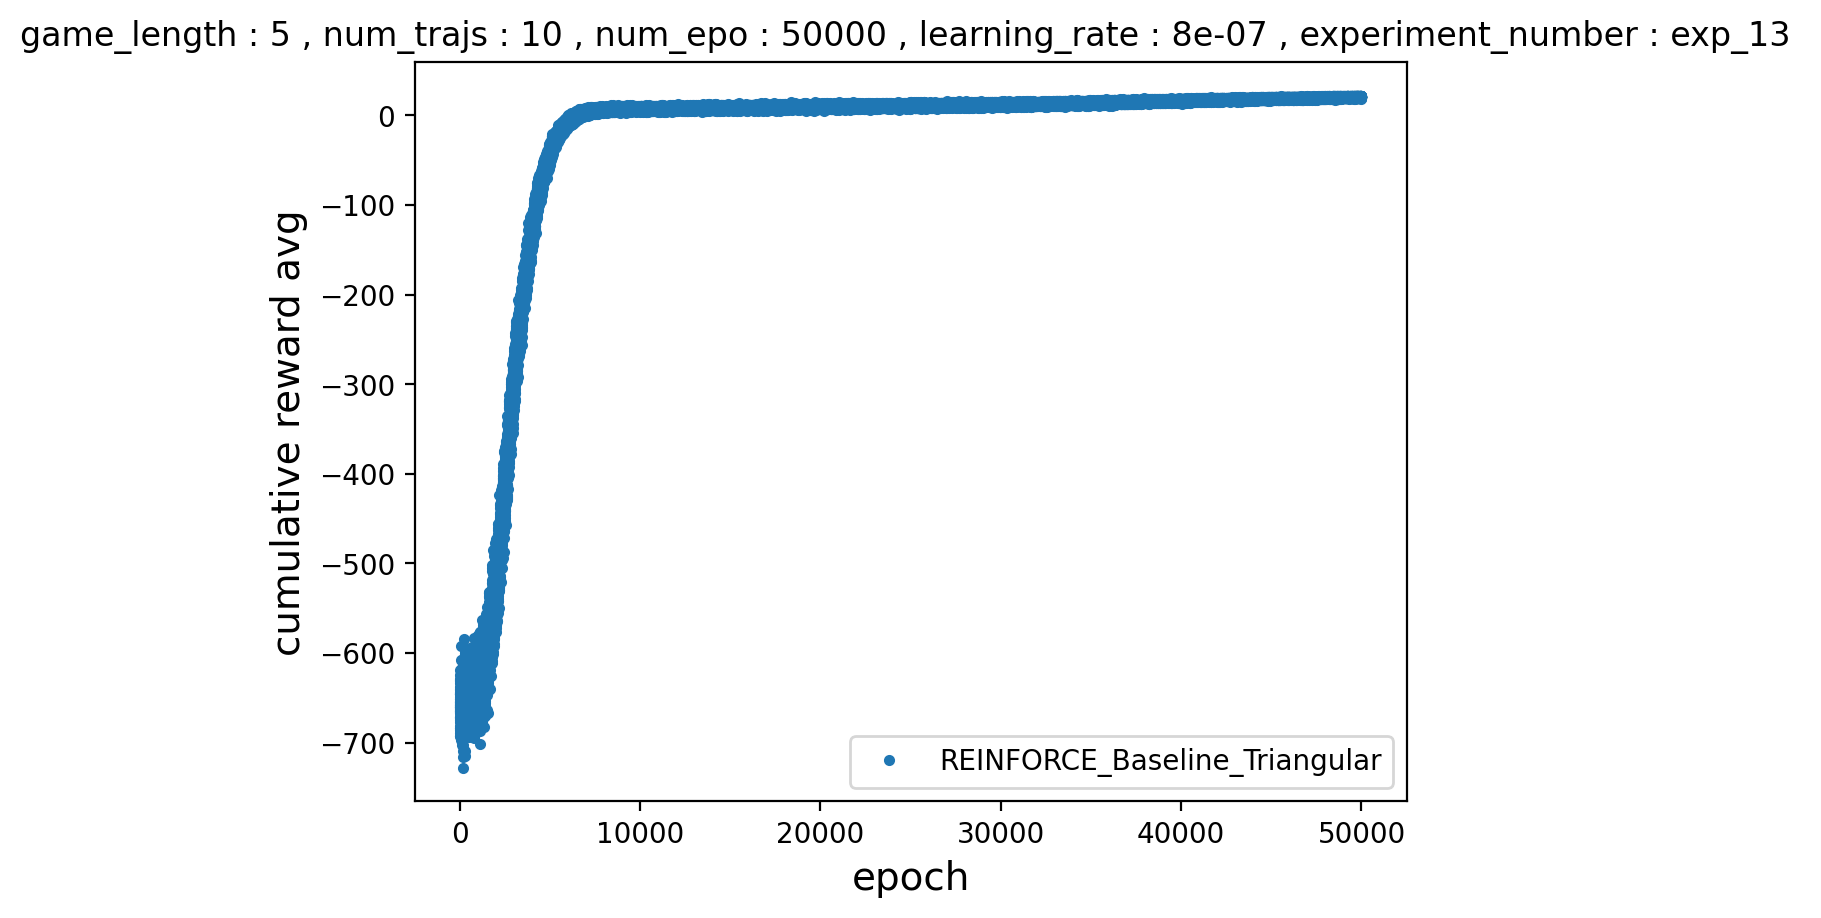 game_length : 5 , num_trajs : 10 , num_epo : 50000 , learning_rate : 8e-07 , experiment_number : exp_13
cumulative reward avg
0
−100
−200
−300
−400
−500
−600
−700
REINFORCE_Baseline_Triangular
0 10000 20000 30000 40000 50000
epoch